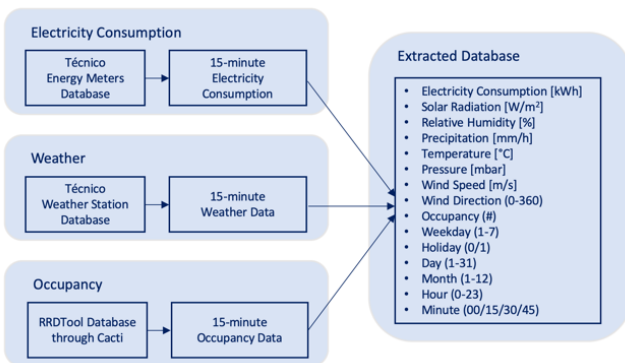 Electricity Consumption
Técnico
Energy Meters
Database
15-minute
Electricity
Consumption
Weather
Técnico
Weather Station
Database
15-minute
Weather Data
Occupancy
RRDTool Database
through Cacti
15-minute
Occupancy Data
Extracted Database
• Electricity Consumption [kWh]
• Solar Radiation [W/m²]
• Relative Humidity [%]
• Precipitation [mm/h]
• Temperature [°C]
• Pressure [mbar]
• Wind Speed [m/s]
• Wind Direction (0-360)
• Occupancy (#)
• Weekday (1-7)
• Holiday (0/1)
• Day (1-31)
• Month (1-12)
• Hour (0-23)
• Minute (00/15/30/45)